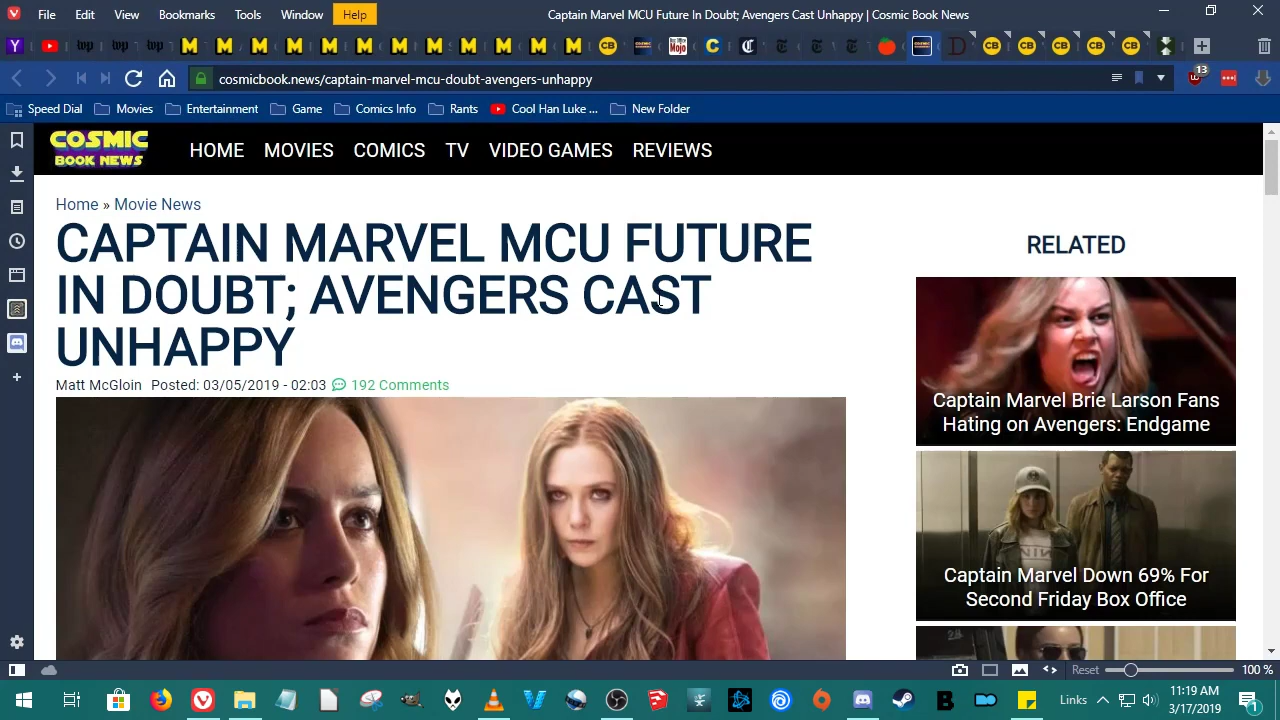 File Edit View Bookmarks Tools Window Help
Captain Marvel MCU Future In Doubt; Avengers Cast Unhappy | Cosmic Book News
cosmicbook.news/captain-marvel-mcu-doubt-avengers-unhappy
13
Speed Dial Movies Entertainment Game Comics Info Rants Cool Han Luke ... New Folder
COSMIC
BOOK NEWS
HOME MOVIES COMICS TV VIDEO GAMES REVIEWS
Home » Movie News
CAPTAIN MARVEL MCU FUTURE
IN DOUBT; AVENGERS CAST
UNHAPPY
Matt McGloin Posted: 03/05/2019 - 02:03 192 Comments
RELATED
Captain Marvel Brie Larson Fans
Hating on Avengers: Endgame
Captain Marvel Down 69% For
Second Friday Box Office
Reset 100 %
Links
11:19 AM
3/17/2019
1